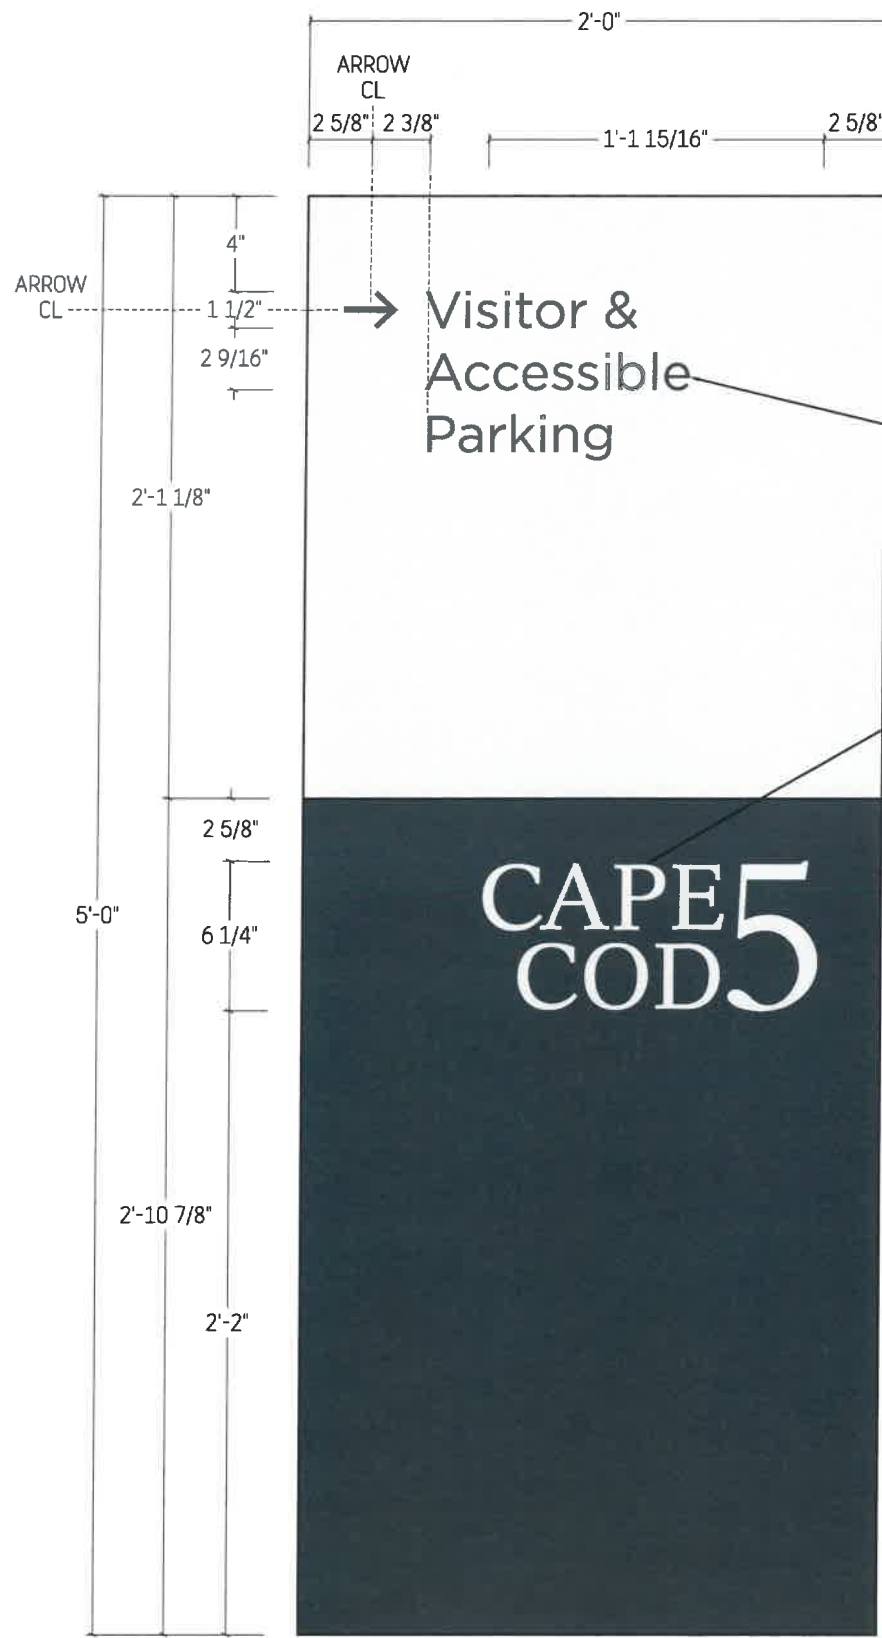 2'-0"
ARROW
CL
2 5/8" 2 3/8" 1'-1 15/16" 2 5/8"
4"
ARROW
CL
1 1/2"
2 9/16"
Visitor &
Accessible
Parking
2'-1 1/8"
2 5/8"
6 1/4"
5'-0"
CAPE
COD
5
2'-10 7/8"
2'-2"